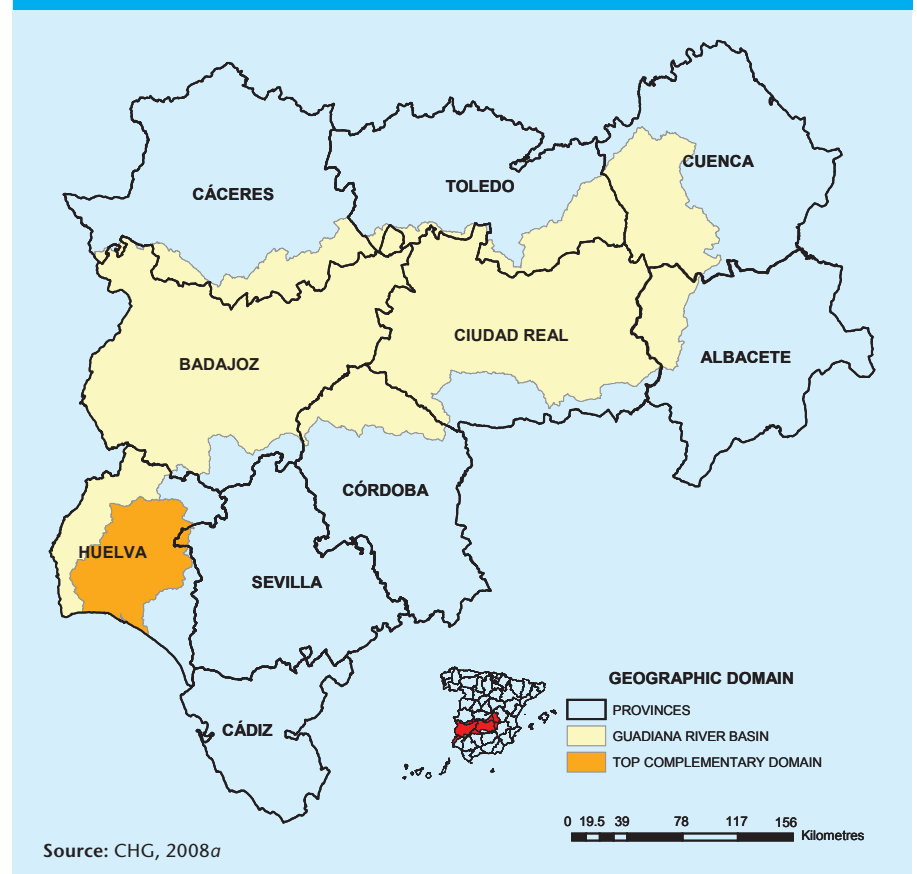 CUENCA
TOLEDO
CÁCERES
CIUDAD REAL
ALBACETE
BADAJOZ
CÓRDOBA
HUELVA
SEVILLA
CÁDIZ
GEOGRAPHIC DOMAIN
PROVINCES
GUADIANA RIVER BASIN
TOP COMPLEMENTARY DOMAIN
0 19.5 39 78 117 156
Kilometres
Source: CHG, 2008a